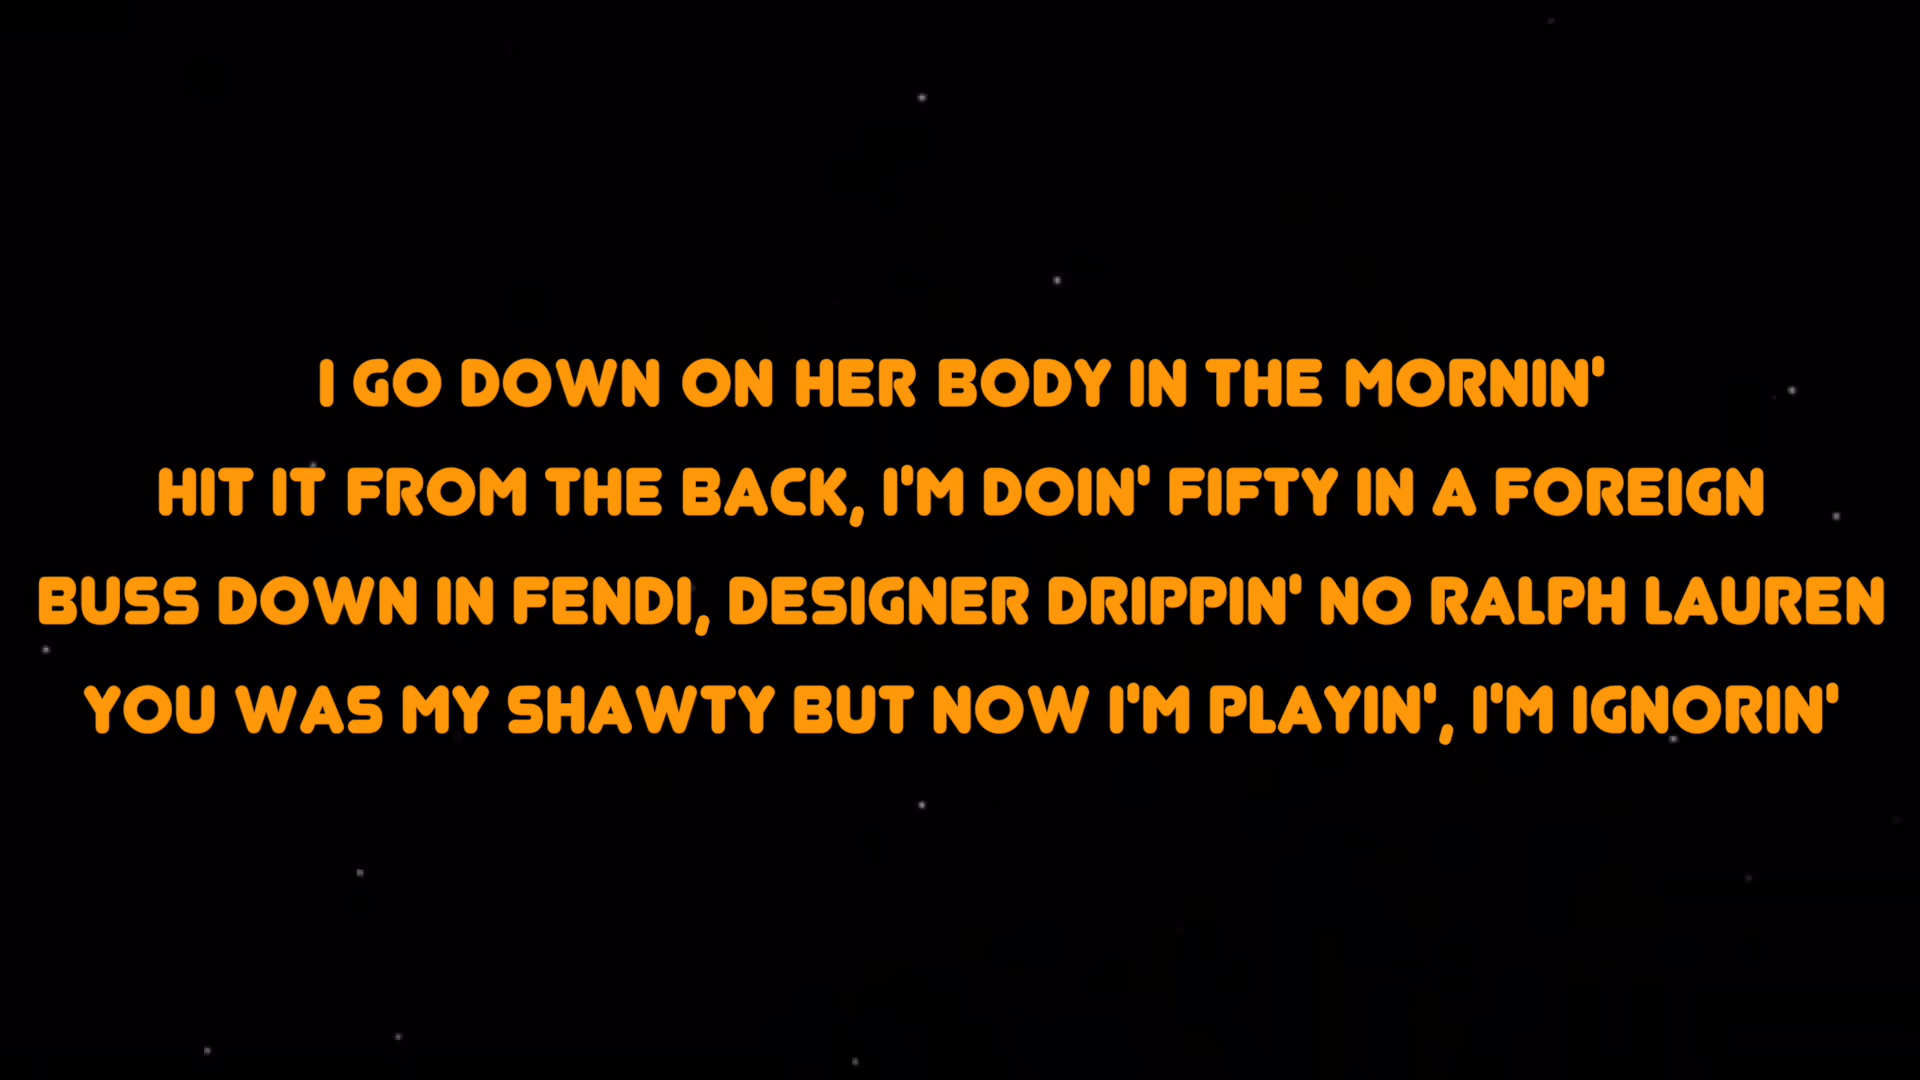 I GO DOWN ON HER BODY IN THE MORNIN'
HIT IT FROM THE BACK, I'M DOIN' FIFTY IN A FOREIGN
BUSS DOWN IN FENDI, DESIGNER DRIPPIN' NO RALPH LAUREN
YOU WAS MY SHAWTY BUT NOW I'M PLAYIN', I'M IGNORIN'